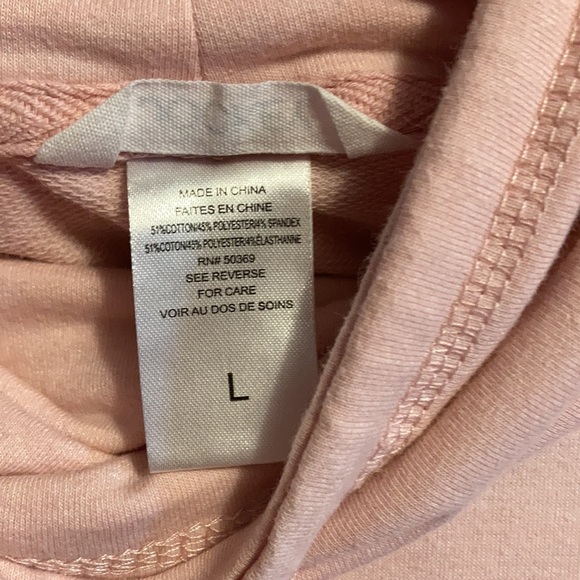 MADE IN CHINA
FAITES EN CHINE
51%COTTON/45% POLYESTER/4% SPANDEX
51%COTON/45% POLYESTER/4%ÉLASTHANNE
RN# 50369
SEE REVERSE
FOR CARE
VOIR AU DOS DE SOINS
L